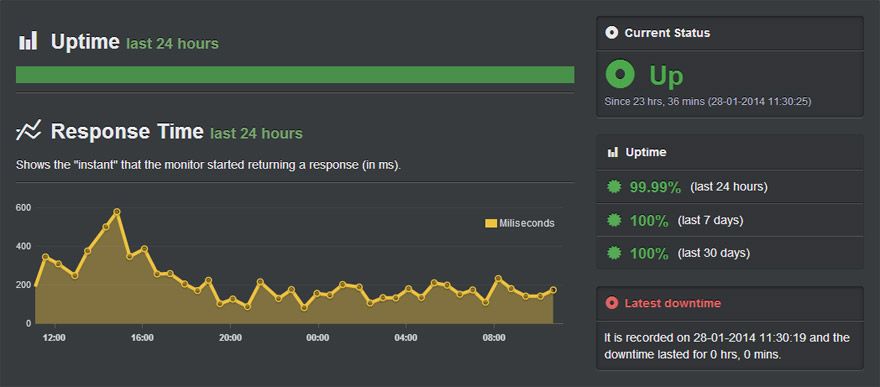 Uptime last 24 hours
Response Time last 24 hours
Shows the "instant" that the monitor started returning a response (in ms).
600
400
200
0
Miliseconds
12:00 16:00 20:00 00:00 04:00 08:00
Current Status
Up
Since 23 hrs, 36 mins (28-01-2014 11:30:25)
Uptime
99.99% (last 24 hours)
100% (last 7 days)
100% (last 30 days)
Latest downtime
It is recorded on 28-01-2014 11:30:19 and the
downtime lasted for 0 hrs, 0 mins.